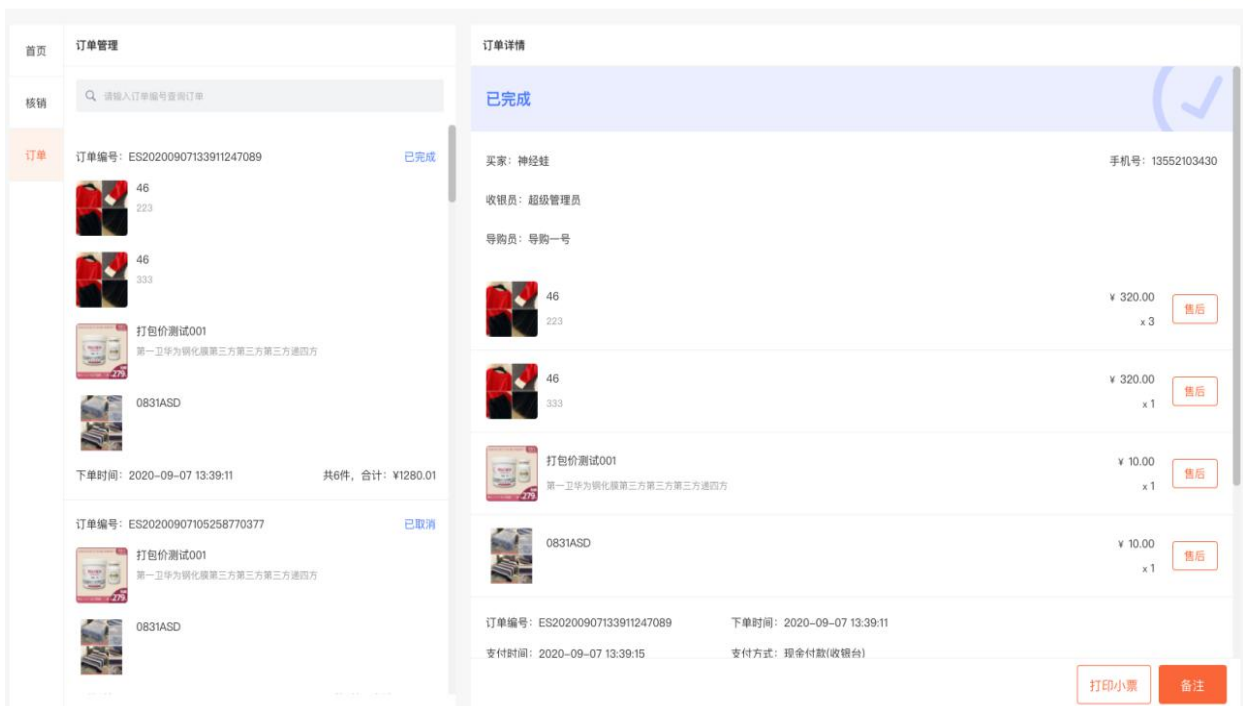 首页
核销
订单
订单管理
请输入订单编号查询订单
订单编号：ES20200907133911247089 已完成
46
223
46
333
打包价测试001
第一卫华为钢化膜第三方第三方第三方通四方
279
0831ASD
下单时间：2020-09-07 13:39:11 共6件，合计：¥1280.01
订单编号：ES20200907105258770377 已取消
打包价测试001
第一卫华为钢化膜第三方第三方第三方通四方
279
0831ASD
订单详情
已完成
买家：神经蛙 手机号：13552103430
收银员：超级管理员
导购员：导购一号
46 ¥ 320.00 售后
223 x 3
46 ¥ 320.00 售后
333 x 1
打包价测试001 ¥ 10.00 售后
第一卫华为钢化膜第三方第三方第三方通四方 x 1
279
0831ASD ¥ 10.00 售后
x 1
订单编号：ES20200907133911247089 下单时间：2020-09-07 13:39:11
支付时间：2020-09-07 13:39:15 支付方式：现金付款(收银台)
打印小票 备注